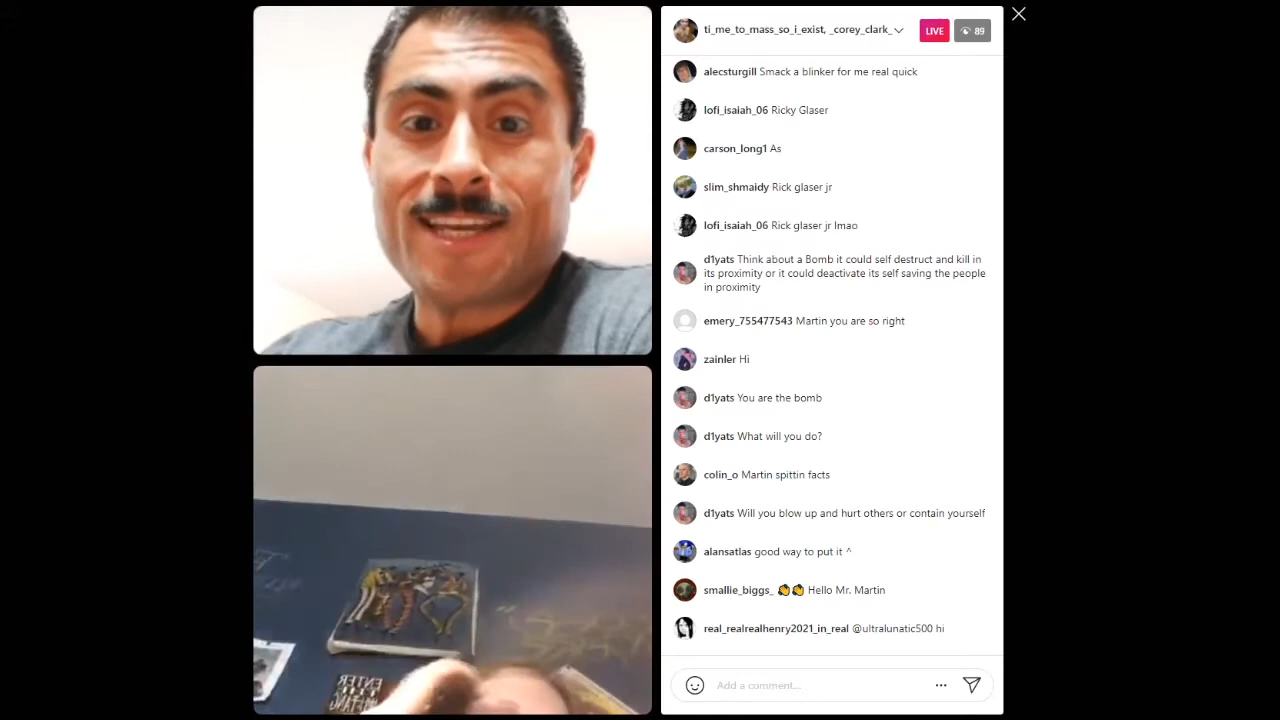 ti_me_to_mass_so_i_exist, _corey_clark_
LIVE
89
alecsturgill Smack a blinker for me real quick
lofi_isaiah_06 Ricky Glaser
carson_long1 As
slim_shmaidy Rick glaser jr
lofi_isaiah_06 Rick glaser jr lmao
d1yats Think about a Bomb it could self destruct and kill in
its proximity or it could deactivate its self saving the people
in proximity
emery_755477543 Martin you are so right
zainler Hi
d1yats You are the bomb
d1yats What will you do?
colin_o Martin spittin facts
d1yats Will you blow up and hurt others or contain yourself
alansatlas good way to put it ^
smallie_biggs_ 👏👏 Hello Mr. Martin
real_realrealhenry2021_in_real @ultralunatic500 hi
Add a comment...
ENTER
THE